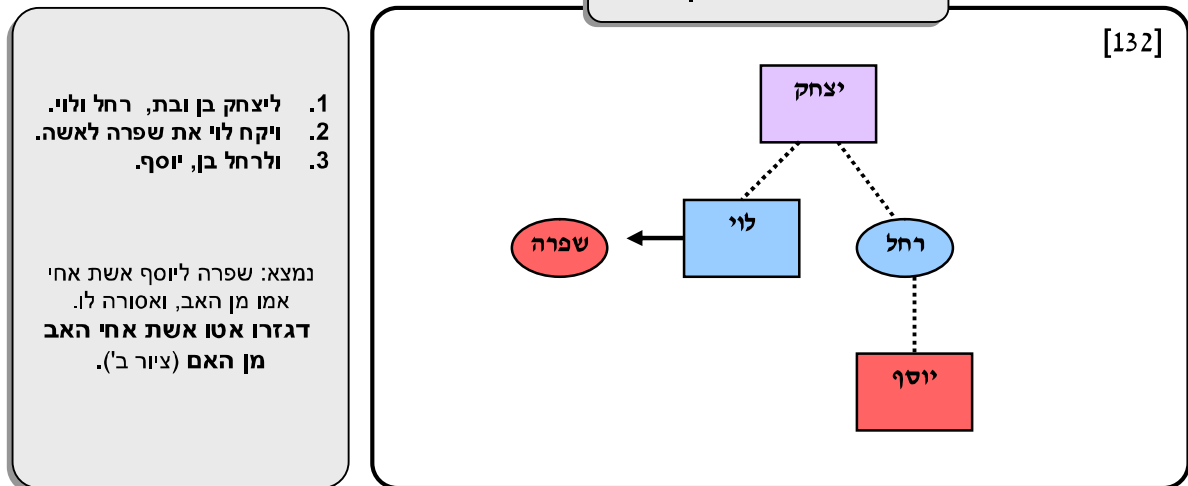 [132]
יצחק
לוי
רחל
שפרה
יוסף
1. ליצחק בן ובת, רחל ולוי.
2. ויקח לוי את שפרה לאשה.
3. ולרחל בן, יוסף.
נמצא: שפרה ליוסף אשת אחי
אמו מן האב, ואסורה לו.
דגזרו אטו אשת אחי האב
מן האם (ציור ב').